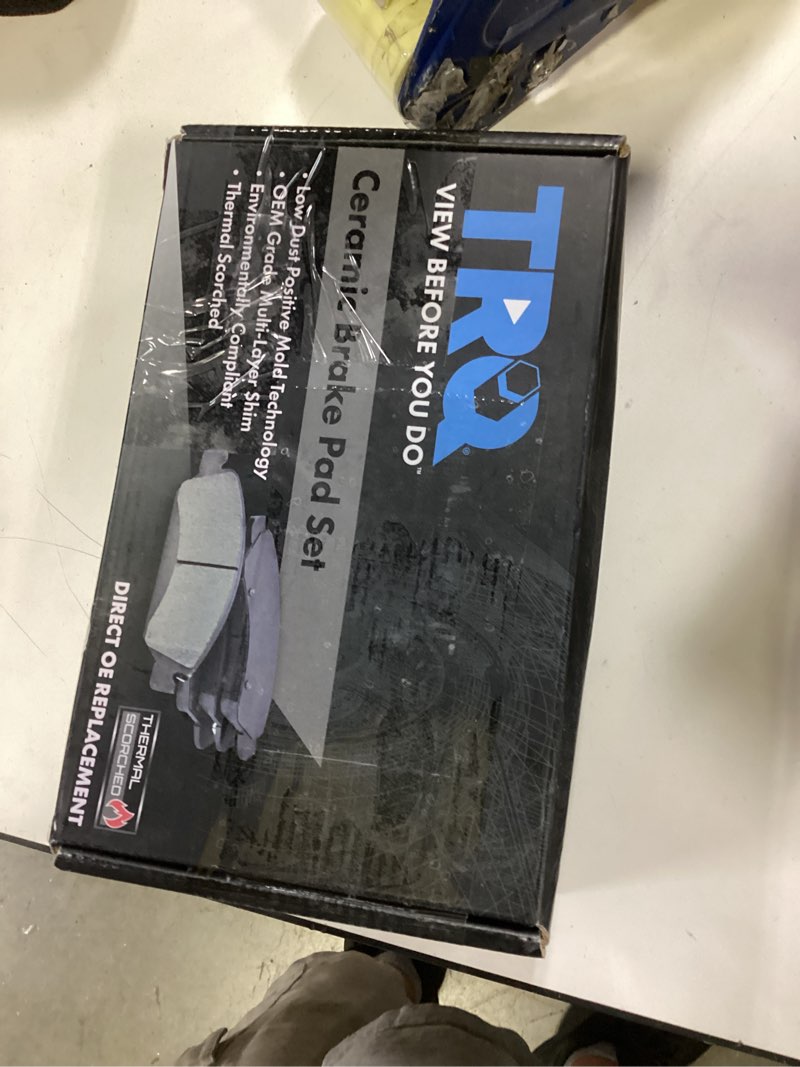 TRQ®
VIEW BEFORE YOU DO™
Ceramic Brake Pad Set
• Low Dust Positive Mold Technology
• OEM Grade Multi-Layer Shim
• Environmentally Compliant
• Thermal Scorched
THERMAL
SCORCHED
DIRECT OE REPLACEMENT